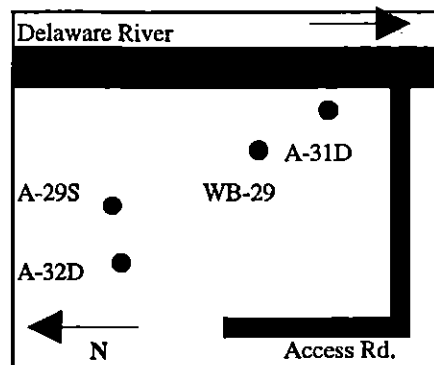 Delaware River
A-31D
A-29S
WB-29
A-32D
N
Access Rd.